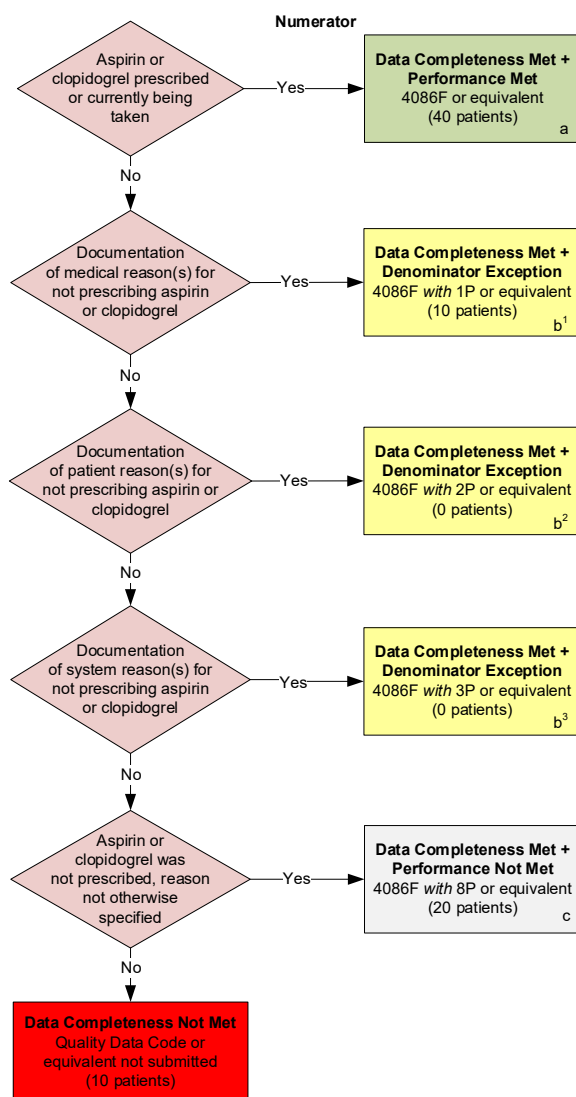 Numerator
Aspirin or
clopidogrel prescribed
or currently being
taken
Yes
Data Completeness Met +
Performance Met
4086F or equivalent
(40 patients)
a
No
Documentation
of medical reason(s) for
not prescribing aspirin
or clopidogrel
Yes
Data Completeness Met +
Denominator Exception
4086F with 1P or equivalent
(10 patients)
b¹
No
Documentation
of patient reason(s) for
not prescribing aspirin or
clopidogrel
Yes
Data Completeness Met +
Denominator Exception
4086F with 2P or equivalent
(0 patients)
b²
No
Documentation
of system reason(s) for
not prescribing aspirin
or clopidogrel
Yes
Data Completeness Met +
Denominator Exception
4086F with 3P or equivalent
(0 patients)
b³
No
Aspirin or
clopidogrel was
not prescribed, reason
not otherwise
specified
Yes
Data Completeness Met +
Performance Not Met
4086F with 8P or equivalent
(20 patients)
c
No
Data Completeness Not Met
Quality Data Code or
equivalent not submitted
(10 patients)